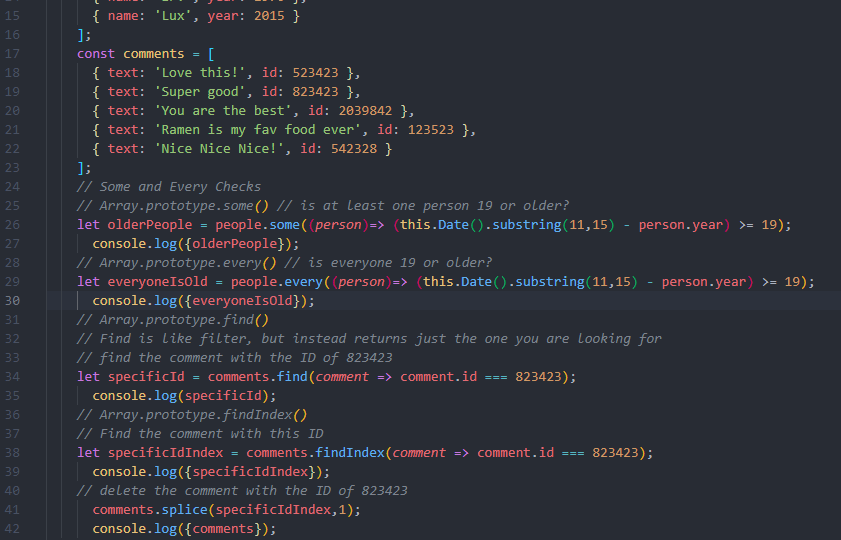 15 { name: 'Lux', year: 2015 }
16 ];
17 const comments = [
18 { text: 'Love this!', id: 523423 },
19 { text: 'Super good', id: 823423 },
20 { text: 'You are the best', id: 2039842 },
21 { text: 'Ramen is my fav food ever', id: 123523 },
22 { text: 'Nice Nice Nice!', id: 542328 }
23 ];
24 // Some and Every Checks
25 // Array.prototype.some() // is at least one person 19 or older?
26 let olderPeople = people.some((person)=> (this.Date().substring(11,15) - person.year) >= 19);
27 console.log({olderPeople});
28 // Array.prototype.every() // is everyone 19 or older?
29 let everyoneIsOld = people.every((person)=> (this.Date().substring(11,15) - person.year) >= 19);
30 console.log({everyoneIsOld});
31 // Array.prototype.find()
32 // Find is like filter, but instead returns just the one you are looking for
33 // find the comment with the ID of 823423
34 let specificId = comments.find(comment => comment.id === 823423);
35 console.log(specificId);
36 // Array.prototype.findIndex()
37 // Find the comment with this ID
38 let specificIdIndex = comments.findIndex(comment => comment.id === 823423);
39 console.log({specificIdIndex});
40 // delete the comment with the ID of 823423
41 comments.splice(specificIdIndex,1);
42 console.log({comments});